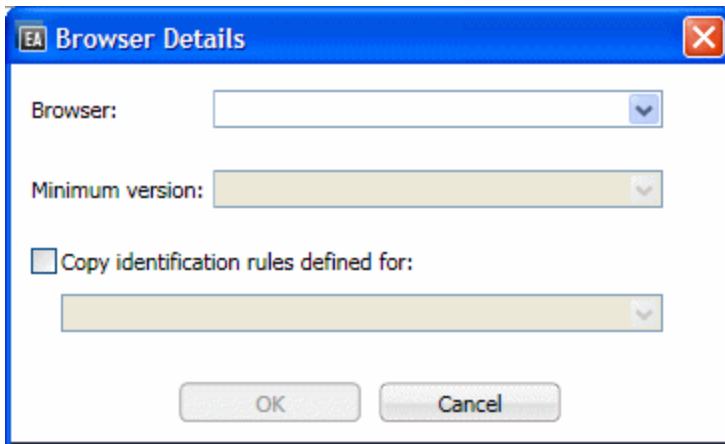 EA Browser Details
Browser:
Minimum version:
Copy identification rules defined for:
OK Cancel